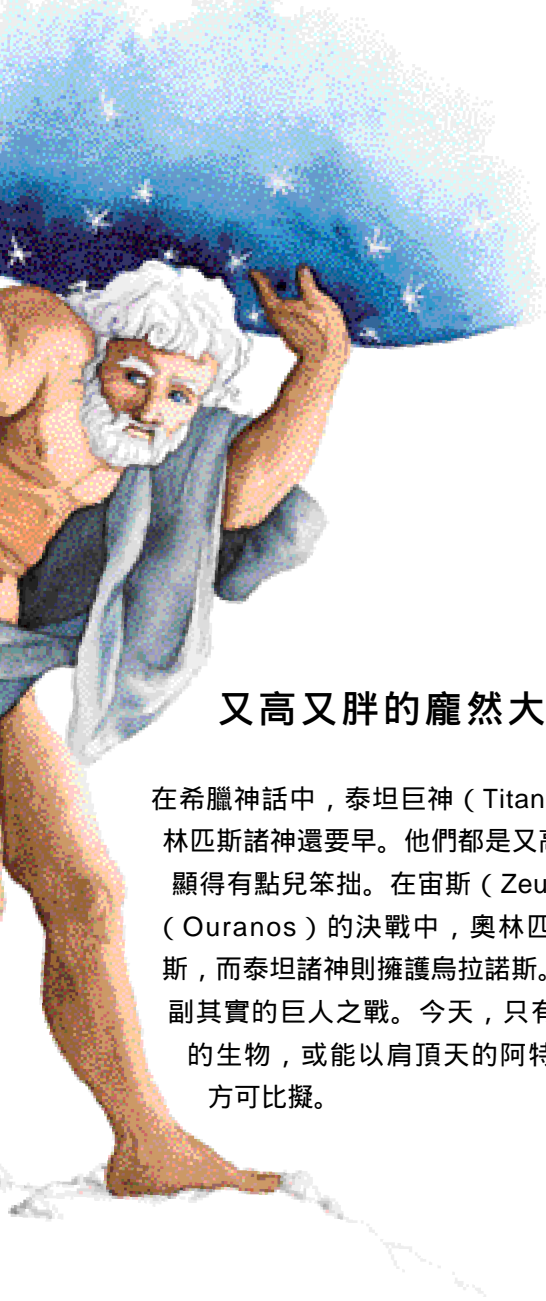 又高又胖的龐然大
在希臘神話中，泰坦巨神（Titan
林匹斯諸神還要早。他們都是又高
顯得有點兒笨拙。在宙斯（Zeu
（Ouranos）的決戰中，奧林匹
斯，而泰坦諸神則擁護烏拉諾斯。
副其實的巨人之戰。今天，只有
的生物，或能以肩頂天的阿特
方可比擬。